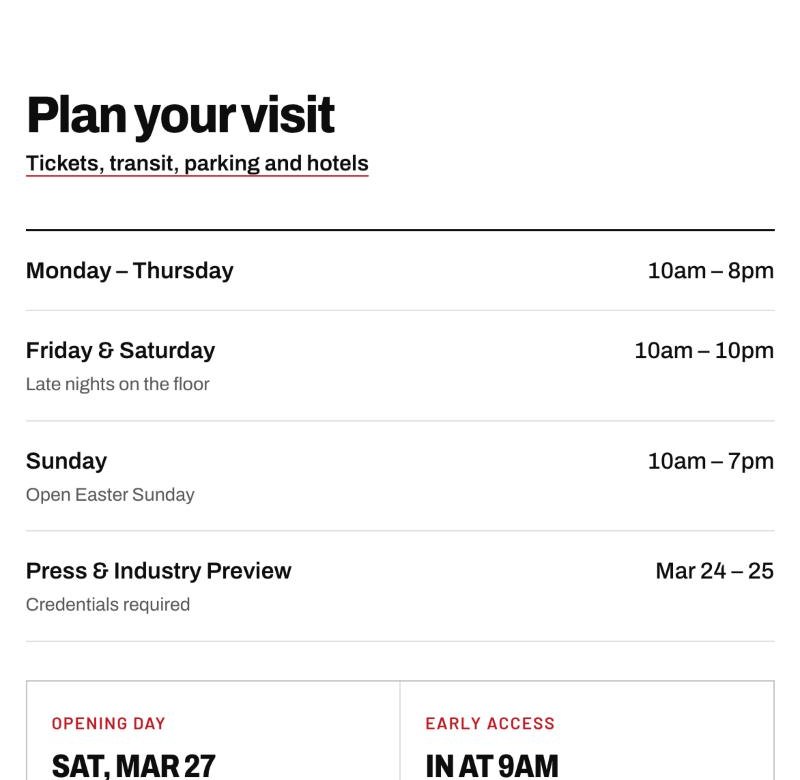 Plan your visit
Tickets, transit, parking and hotels
Monday – Thursday
10am – 8pm
Friday & Saturday
10am – 10pm
Late nights on the floor
Sunday
10am – 7pm
Open Easter Sunday
Press & Industry Preview
Mar 24 – 25
Credentials required
OPENING DAY
EARLY ACCESS
SAT, MAR 27
IN AT 9AM